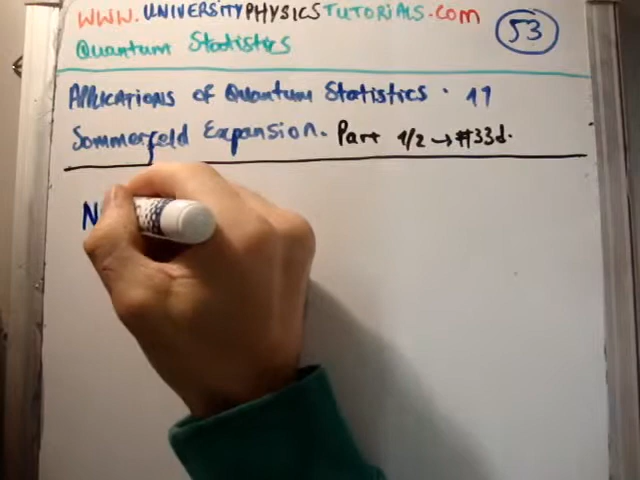 WWW.UNIVERSITYPHYSICSTUTORIALS.COM
53
Quantum Statistics
Applications of Quantum Statistics . 11
Sommerfeld Expansion. Part 1/2 → #33d.
N